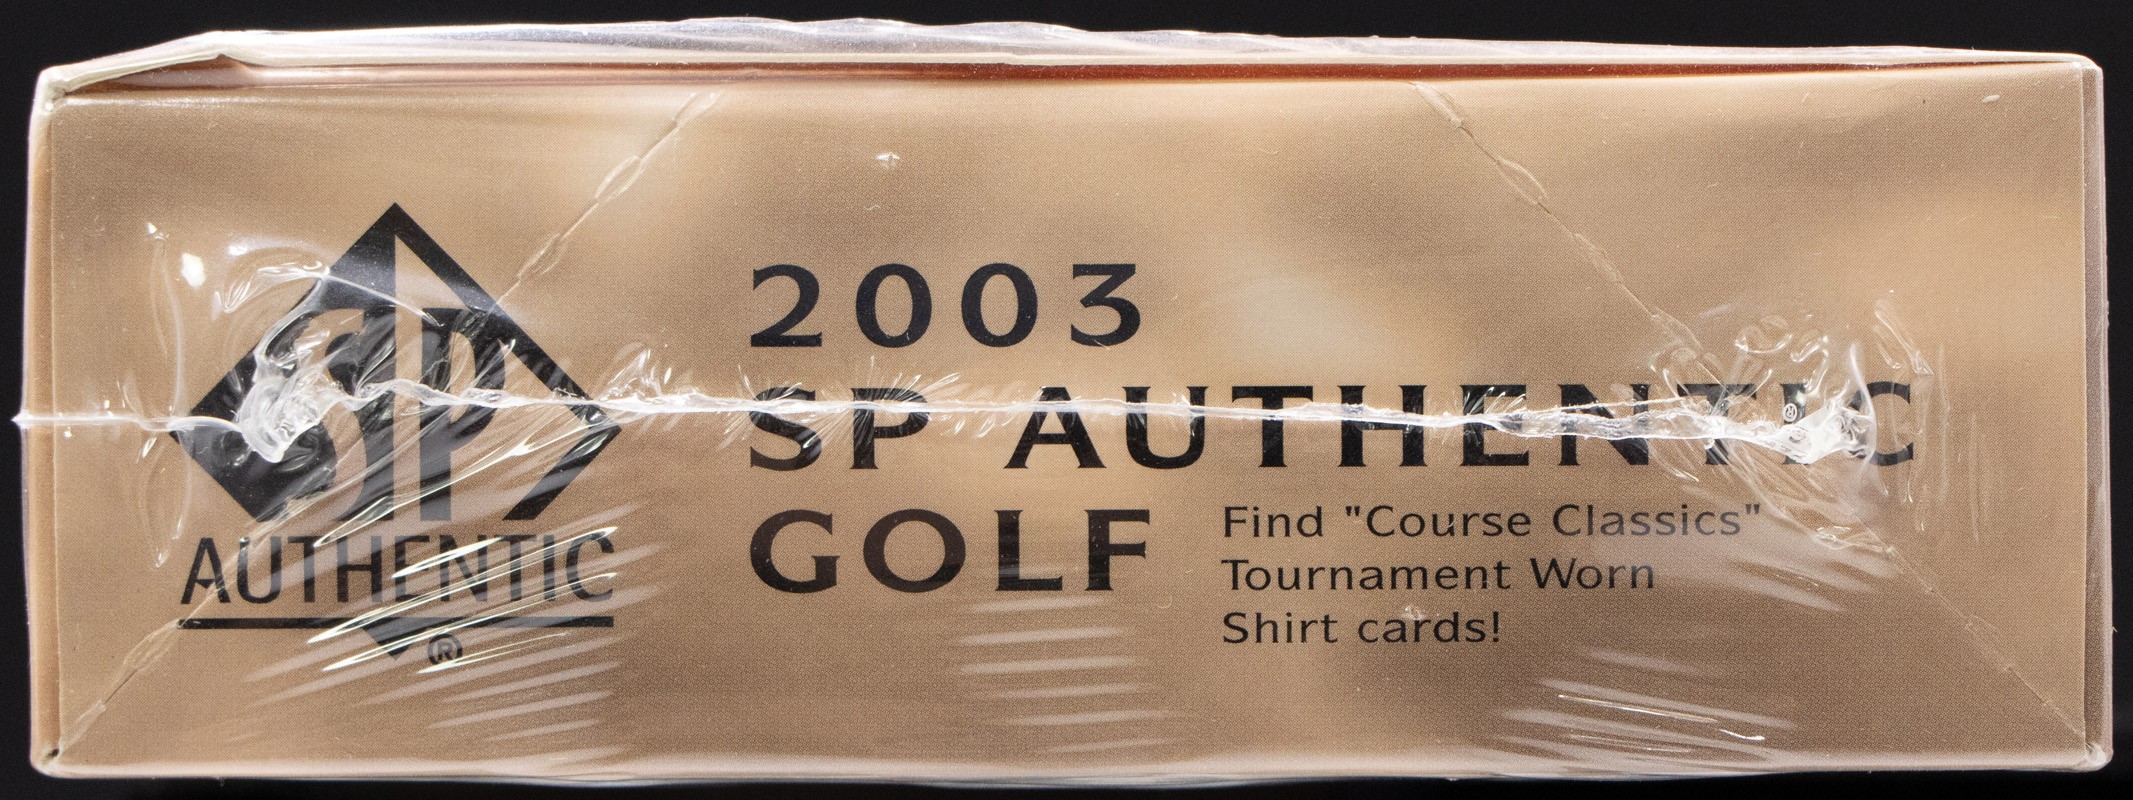 SP
AUTHENTIC
®
2003
SP AUTHENTIC
GOLF
Find "Course Classics"
Tournament Worn
Shirt cards!